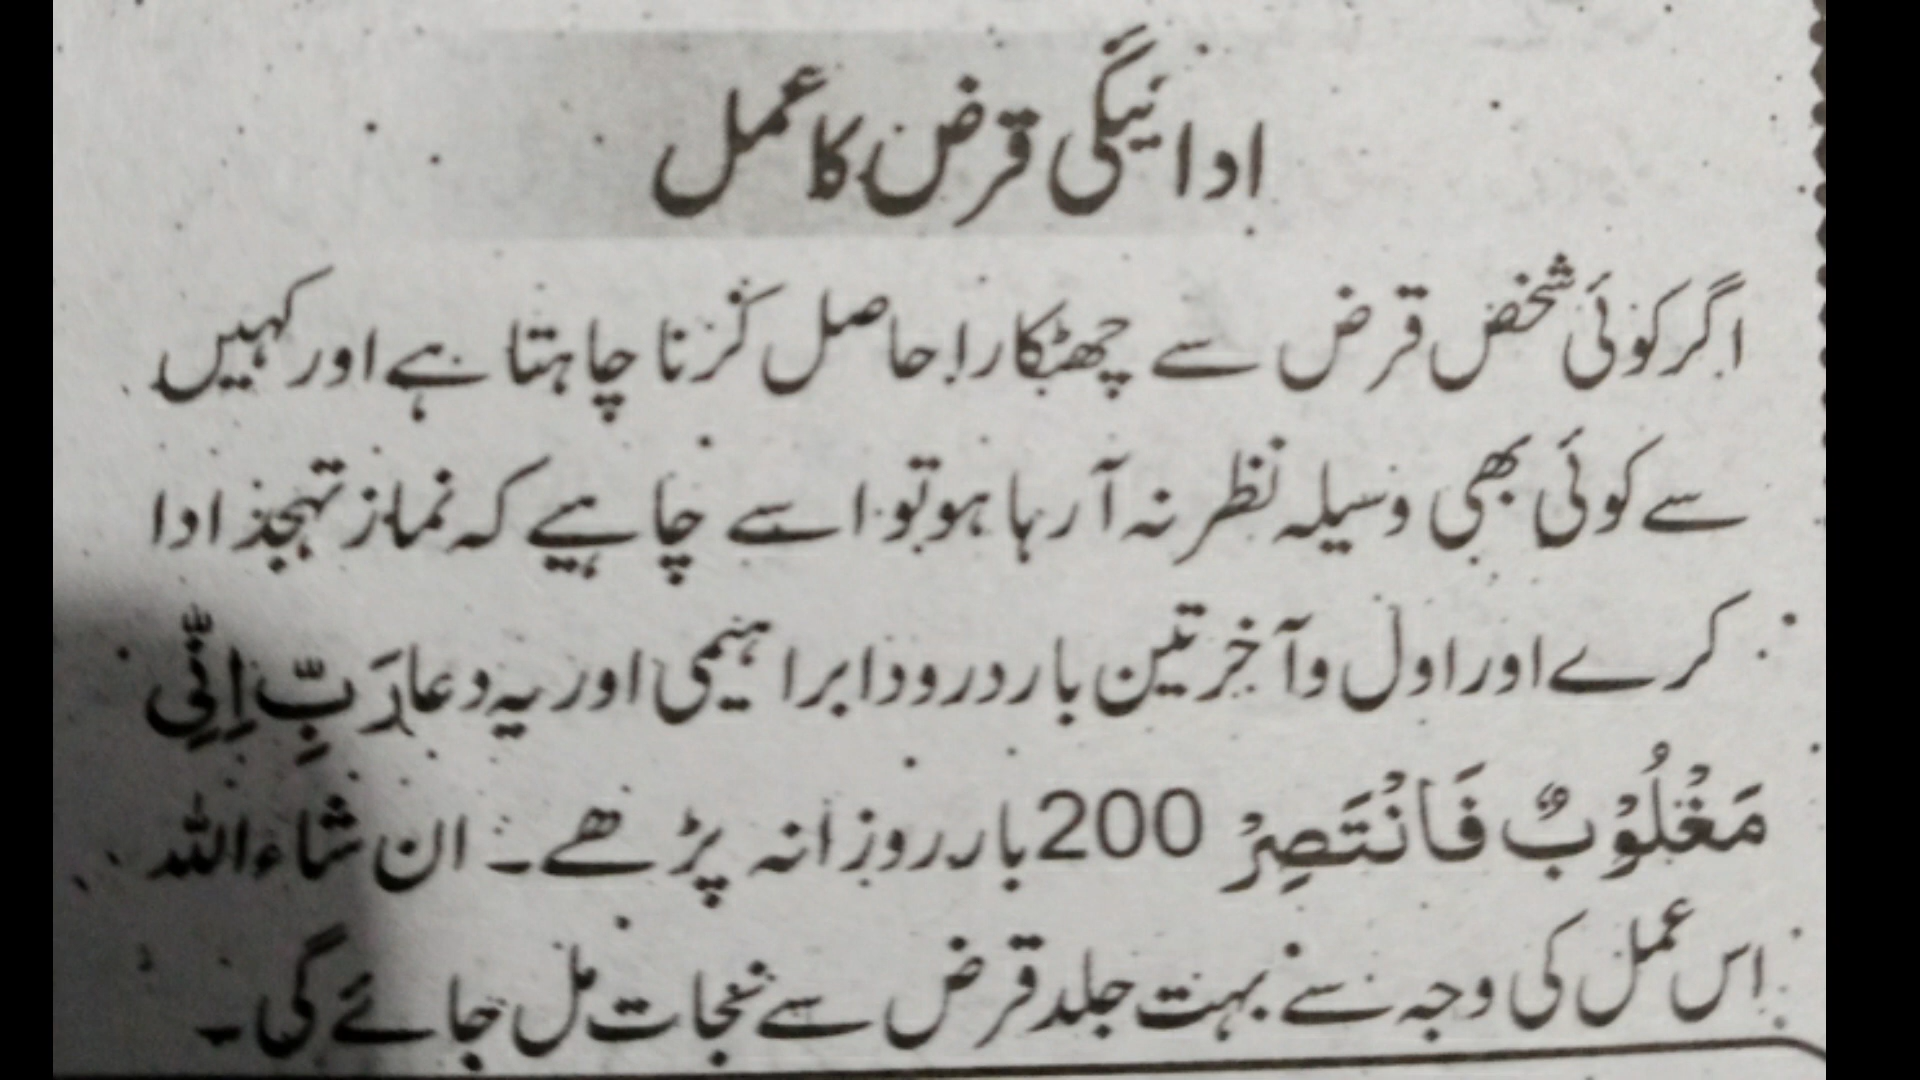 ادائیگی قرض کا عمل
اگر کوئی شخص قرض سے چھٹکارا حاصل کرنا چاہتا ہے اور کہیں
سے کوئی بھی وسیلہ نظر نہ آ رہا ہو تو اسے چاہیے کہ نماز تہجد ادا
کرے اور اول و آخر تین بار درود ابراہیمی اور یہ دعا رَبِّ اِنِّیْ
مَغْلُوْبٌ فَانْتَصِرْ 200 بار روزانہ پڑھے۔ ان شاء اللہ
اس عمل کی وجہ سے بہت جلد قرض سے نجات مل جائے گی۔